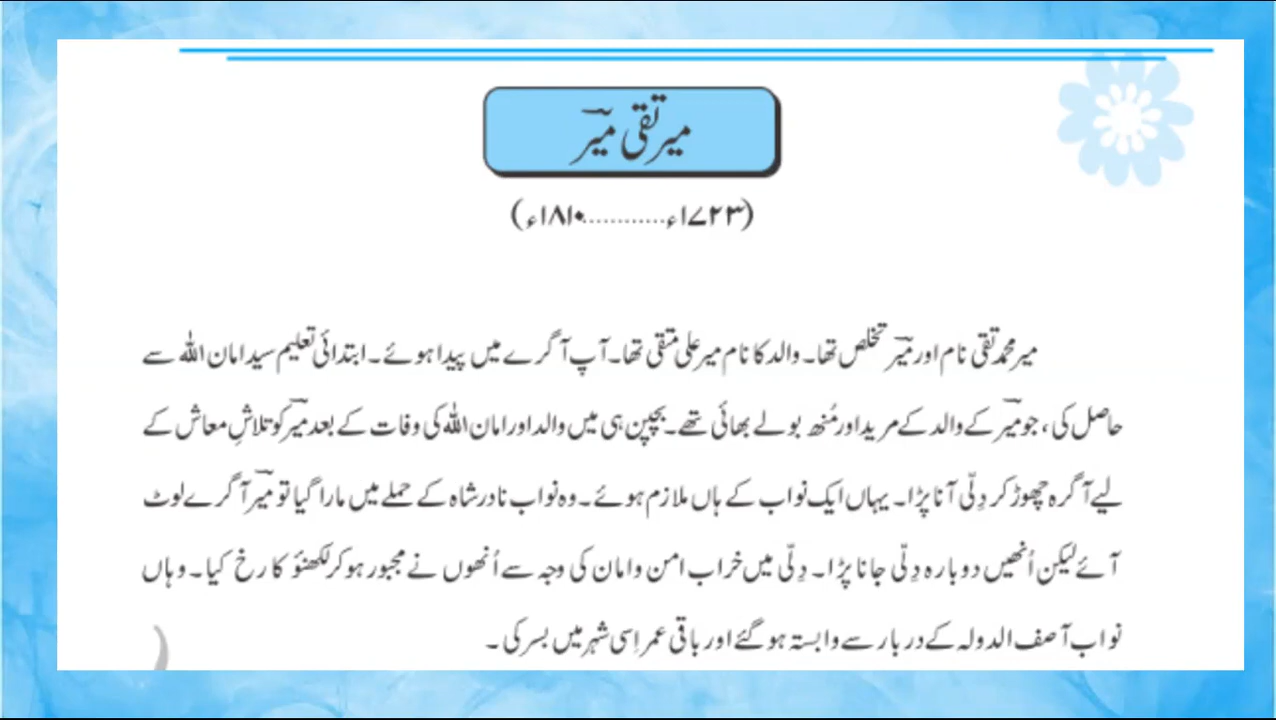 میر تقی میرؔ
(۱۷۲۳ء............۱۸۱۰ء)
میر محمد تقی نام اور میرؔ تخلص تھا۔ والد کا نام میر علی متقی تھا۔ آپ آگرے میں پیدا ہوئے۔ ابتدائی تعلیم سید امان اللہ سے
حاصل کی، جو میرؔ کے والد کے مرید اور مُنھ بولے بھائی تھے۔ بچپن ہی میں والد اور امان اللہ کی وفات کے بعد میرؔ کو تلاشِ معاش کے
لیے آگرہ چھوڑ کر دِلّی آنا پڑا۔ یہاں ایک نواب کے ہاں ملازم ہوئے۔ وہ نواب نادر شاہ کے حملے میں مارا گیا تو میرؔ آگرے لوٹ
آئے لیکن اُنھیں دوبارہ دِلّی جانا پڑا۔ دِلّی میں خراب امن و امان کی وجہ سے اُنھوں نے مجبور ہو کر لکھنؤ کا رخ کیا۔ وہاں
نواب آصف الدولہ کے دربار سے وابستہ ہو گئے اور باقی عمر اِسی شہر میں بسر کی۔